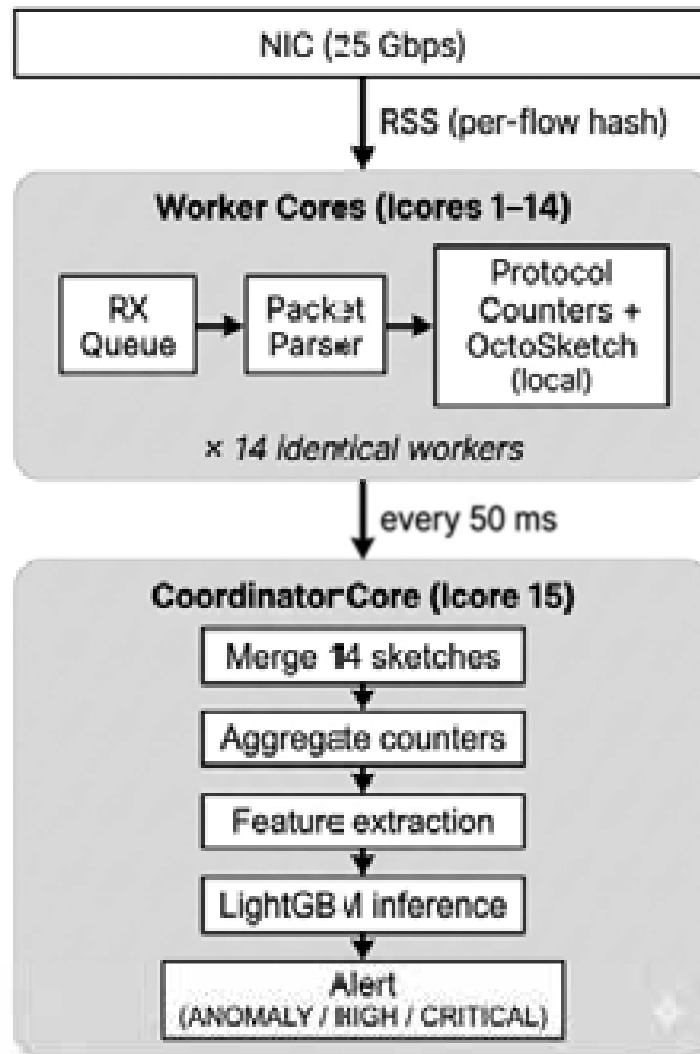 NIC (25 Gbps)
RSS (per-flow hash)
Worker Cores (lcores 1–14)
RX
Queue
Packet
Parser
Protocol
Counters +
OctoSketch
(local)
× 14 identical workers
every 50 ms
Coordinator Core (lcore 15)
Merge 14 sketches
Aggregate counters
Feature extraction
LightGBM inference
Alert
(ANOMALY / HIGH / CRITICAL)